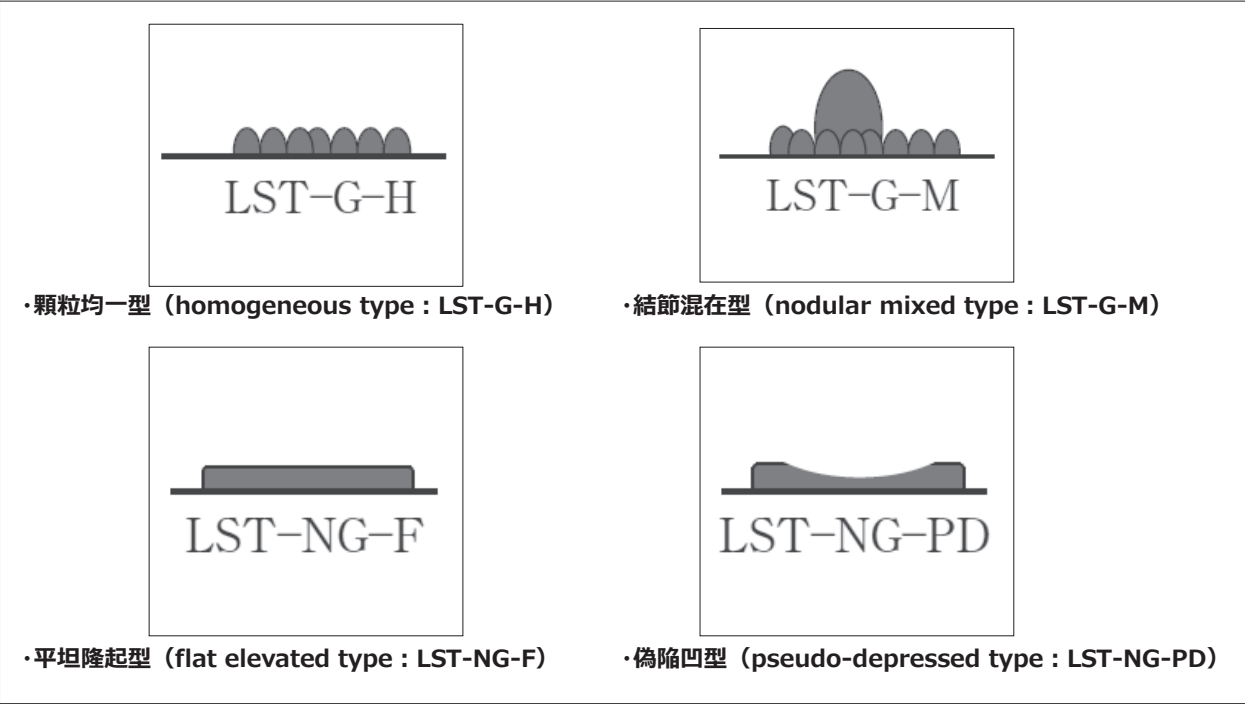 LST-G-H
LST-G-M
･顆粒均一型（homogeneous type : LST-G-H）
･結節混在型（nodular mixed type : LST-G-M）
LST-NG-F
LST-NG-PD
･平坦隆起型（flat elevated type : LST-NG-F）
･偽陥凹型（pseudo-depressed type : LST-NG-PD）